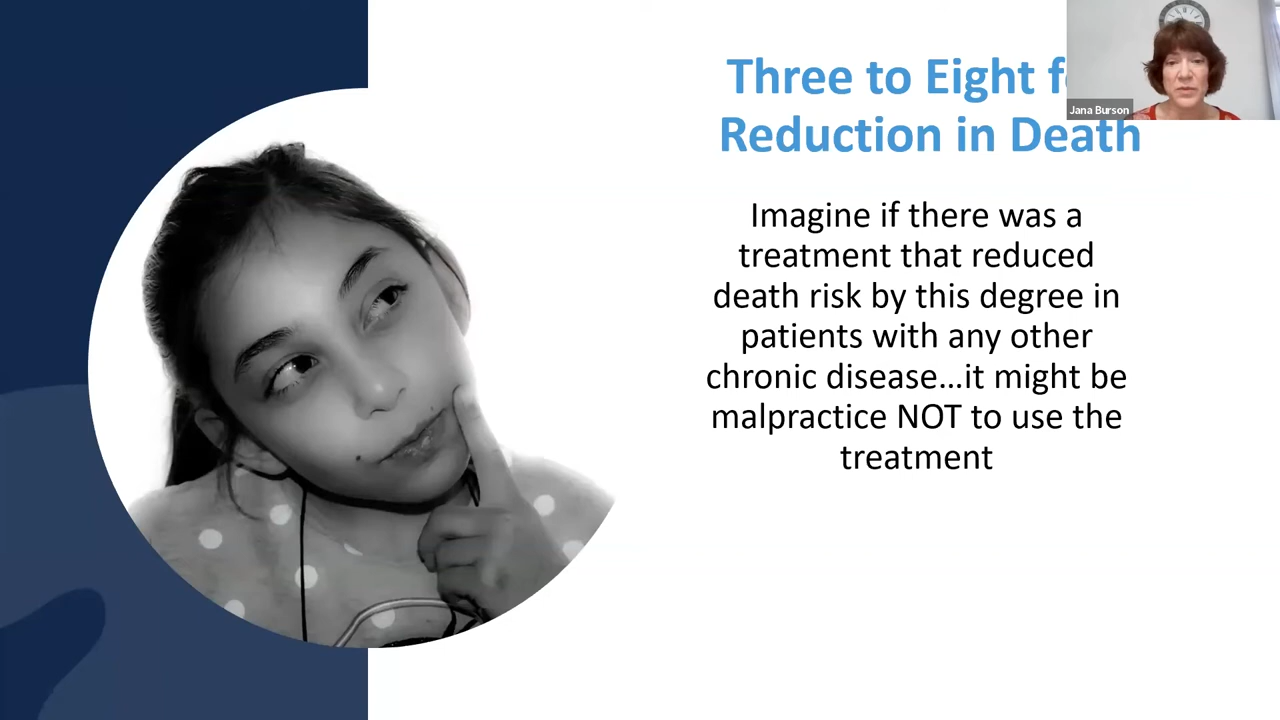 Three to Eight
Reduction in Death
Jana Burson
Imagine if there was a
treatment that reduced
death risk by this degree in
patients with any other
chronic disease...it might be
malpractice NOT to use the
treatment